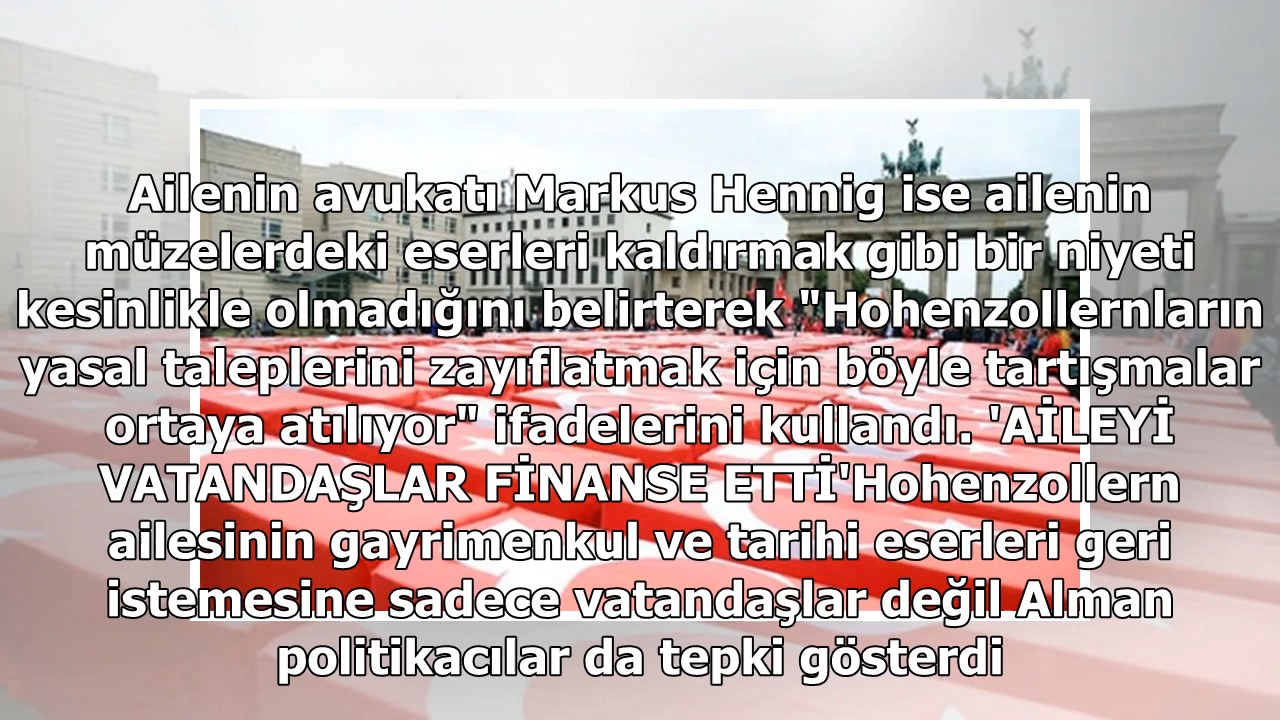 Ailenin avukatı Markus Hennig ise ailenin
müzelerdeki eserleri kaldırmak gibi bir niyeti
kesinlikle olmadığını belirterek "Hohenzollernların
yasal taleplerini zayıflatmak için böyle tartışmalar
ortaya atılıyor" ifadelerini kullandı. 'AİLEYİ
VATANDAŞLAR FİNANSE ETTİ'Hohenzollern
ailesinin gayrimenkul ve tarihi eserleri geri
istemesine sadece vatandaşlar değil Alman
politikacılar da tepki gösterdi